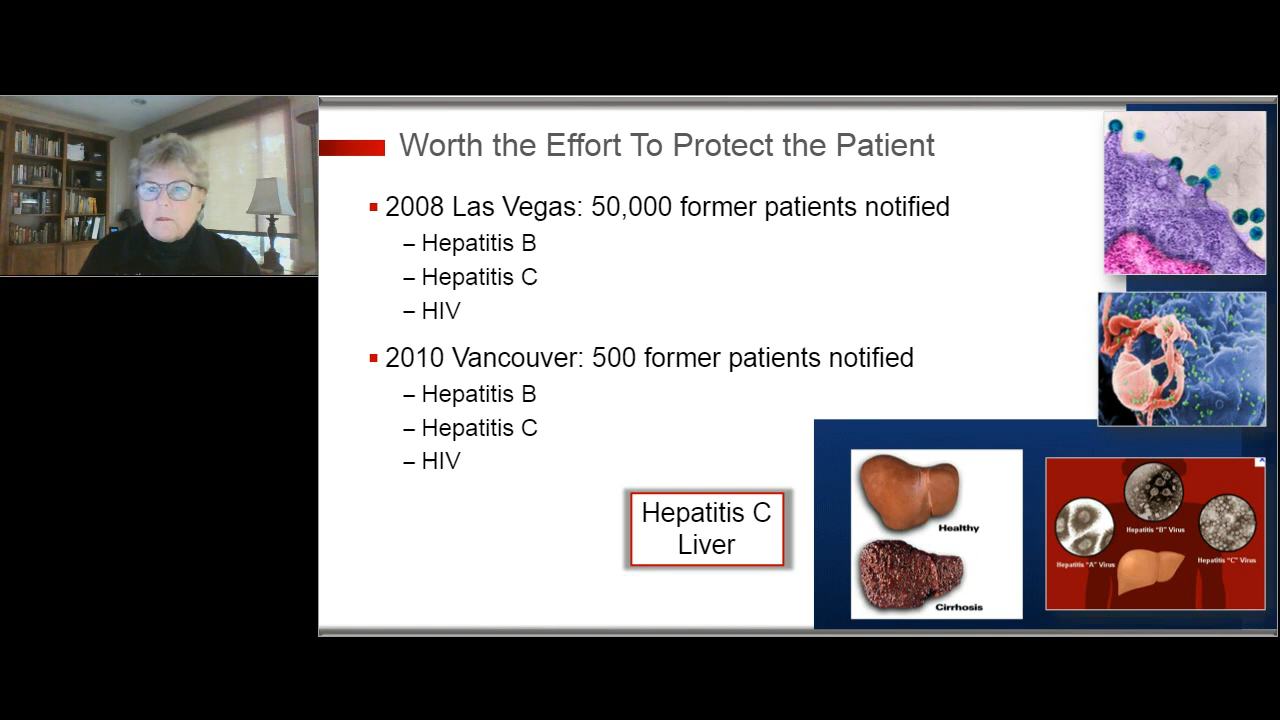 Worth the Effort To Protect the Patient
2008 Las Vegas: 50,000 former patients notified
– Hepatitis B
– Hepatitis C
– HIV
2010 Vancouver: 500 former patients notified
– Hepatitis B
– Hepatitis C
– HIV
Hepatitis C
Liver
Healthy
Cirrhosis
Hepatitis "B" Virus
Hepatitis "A" Virus
Hepatitis "C" Virus